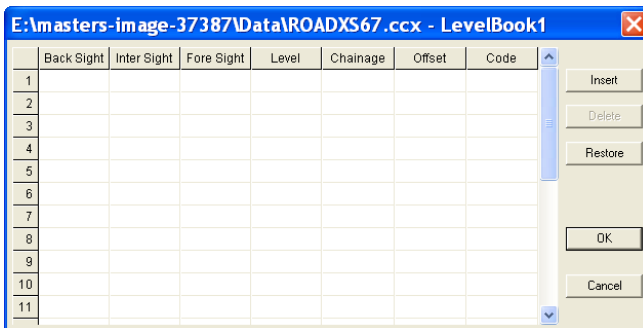 E:\masters-image-37387\Data\ROADXS67.ccx - LevelBook1
Back Sight Inter Sight Fore Sight Level Chainage Offset Code
1
Insert
2
Delete
3
4
Restore
5
6
7
8
OK
9
10
Cancel
11